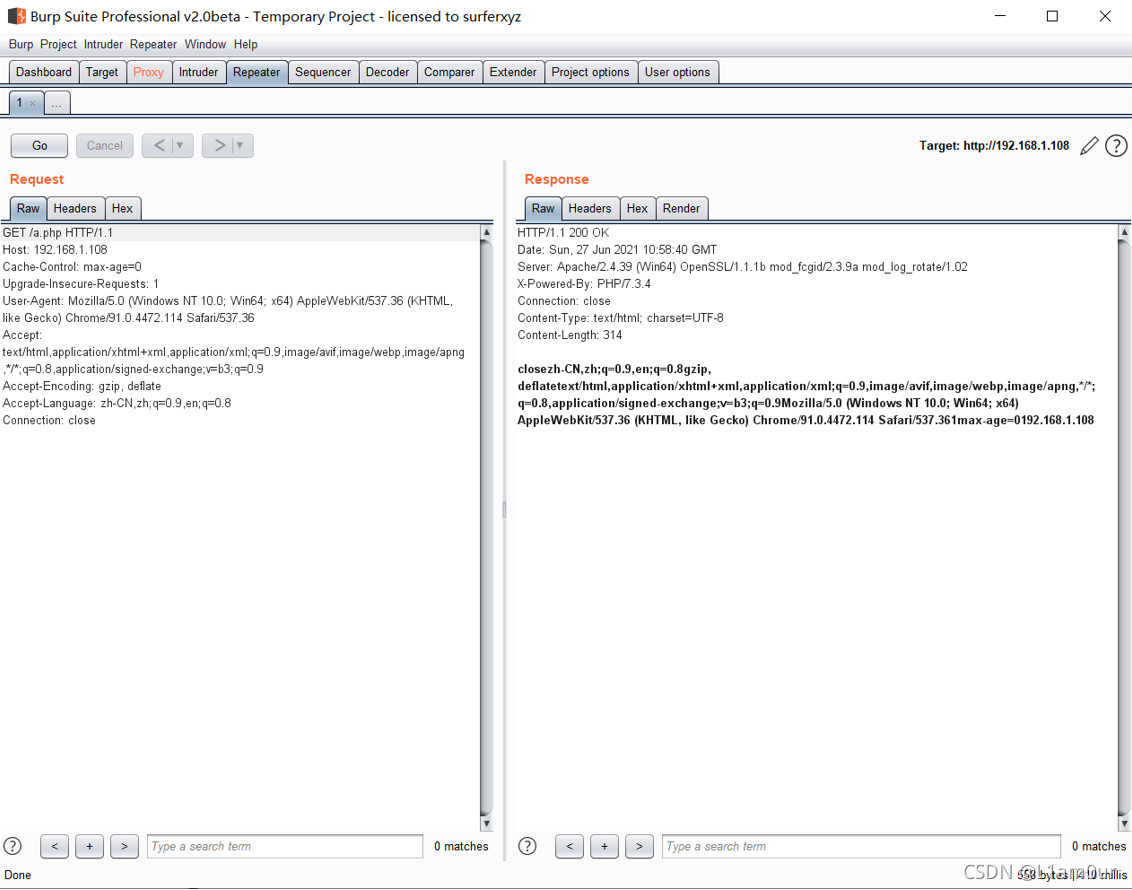 Burp Suite Professional v2.0beta - Temporary Project - licensed to surferxyz
Burp Project Intruder Repeater Window Help
Dashboard Target Proxy Intruder Repeater Sequencer Decoder Comparer Extender Project options User options
1 × ...
Go Cancel < ▼ > ▼ Target: http://192.168.1.108 ?
Request
Raw Headers Hex
GET /a.php HTTP/1.1
Host: 192.168.1.108
Cache-Control: max-age=0
Upgrade-Insecure-Requests: 1
User-Agent: Mozilla/5.0 (Windows NT 10.0; Win64; x64) AppleWebKit/537.36 (KHTML,
like Gecko) Chrome/91.0.4472.114 Safari/537.36
Accept:
text/html,application/xhtml+xml,application/xml;q=0.9,image/avif,image/webp,image/apng
,*/*;q=0.8,application/signed-exchange;v=b3;q=0.9
Accept-Encoding: gzip, deflate
Accept-Language: zh-CN,zh;q=0.9,en;q=0.8
Connection: close
? < + > Type a search term 0 matches
Response
Raw Headers Hex Render
HTTP/1.1 200 OK
Date: Sun, 27 Jun 2021 10:58:40 GMT
Server: Apache/2.4.39 (Win64) OpenSSL/1.1.1b mod_fcgid/2.3.9a mod_log_rotate/1.02
X-Powered-By: PHP/7.3.4
Connection: close
Content-Type: text/html; charset=UTF-8
Content-Length: 314
closezh-CN,zh;q=0.9,en;q=0.8gzip,
deflatetext/html,application/xhtml+xml,application/xml;q=0.9,image/avif,image/webp,image/apng,*/*;
q=0.8,application/signed-exchange;v=b3;q=0.9Mozilla/5.0 (Windows NT 10.0; Win64; x64)
AppleWebKit/537.36 (KHTML, like Gecko) Chrome/91.0.4472.114 Safari/537.361max-age=0192.168.1.108
? < + > Type a search term 0 matches
Done
CSDN
bytes | 410 millis